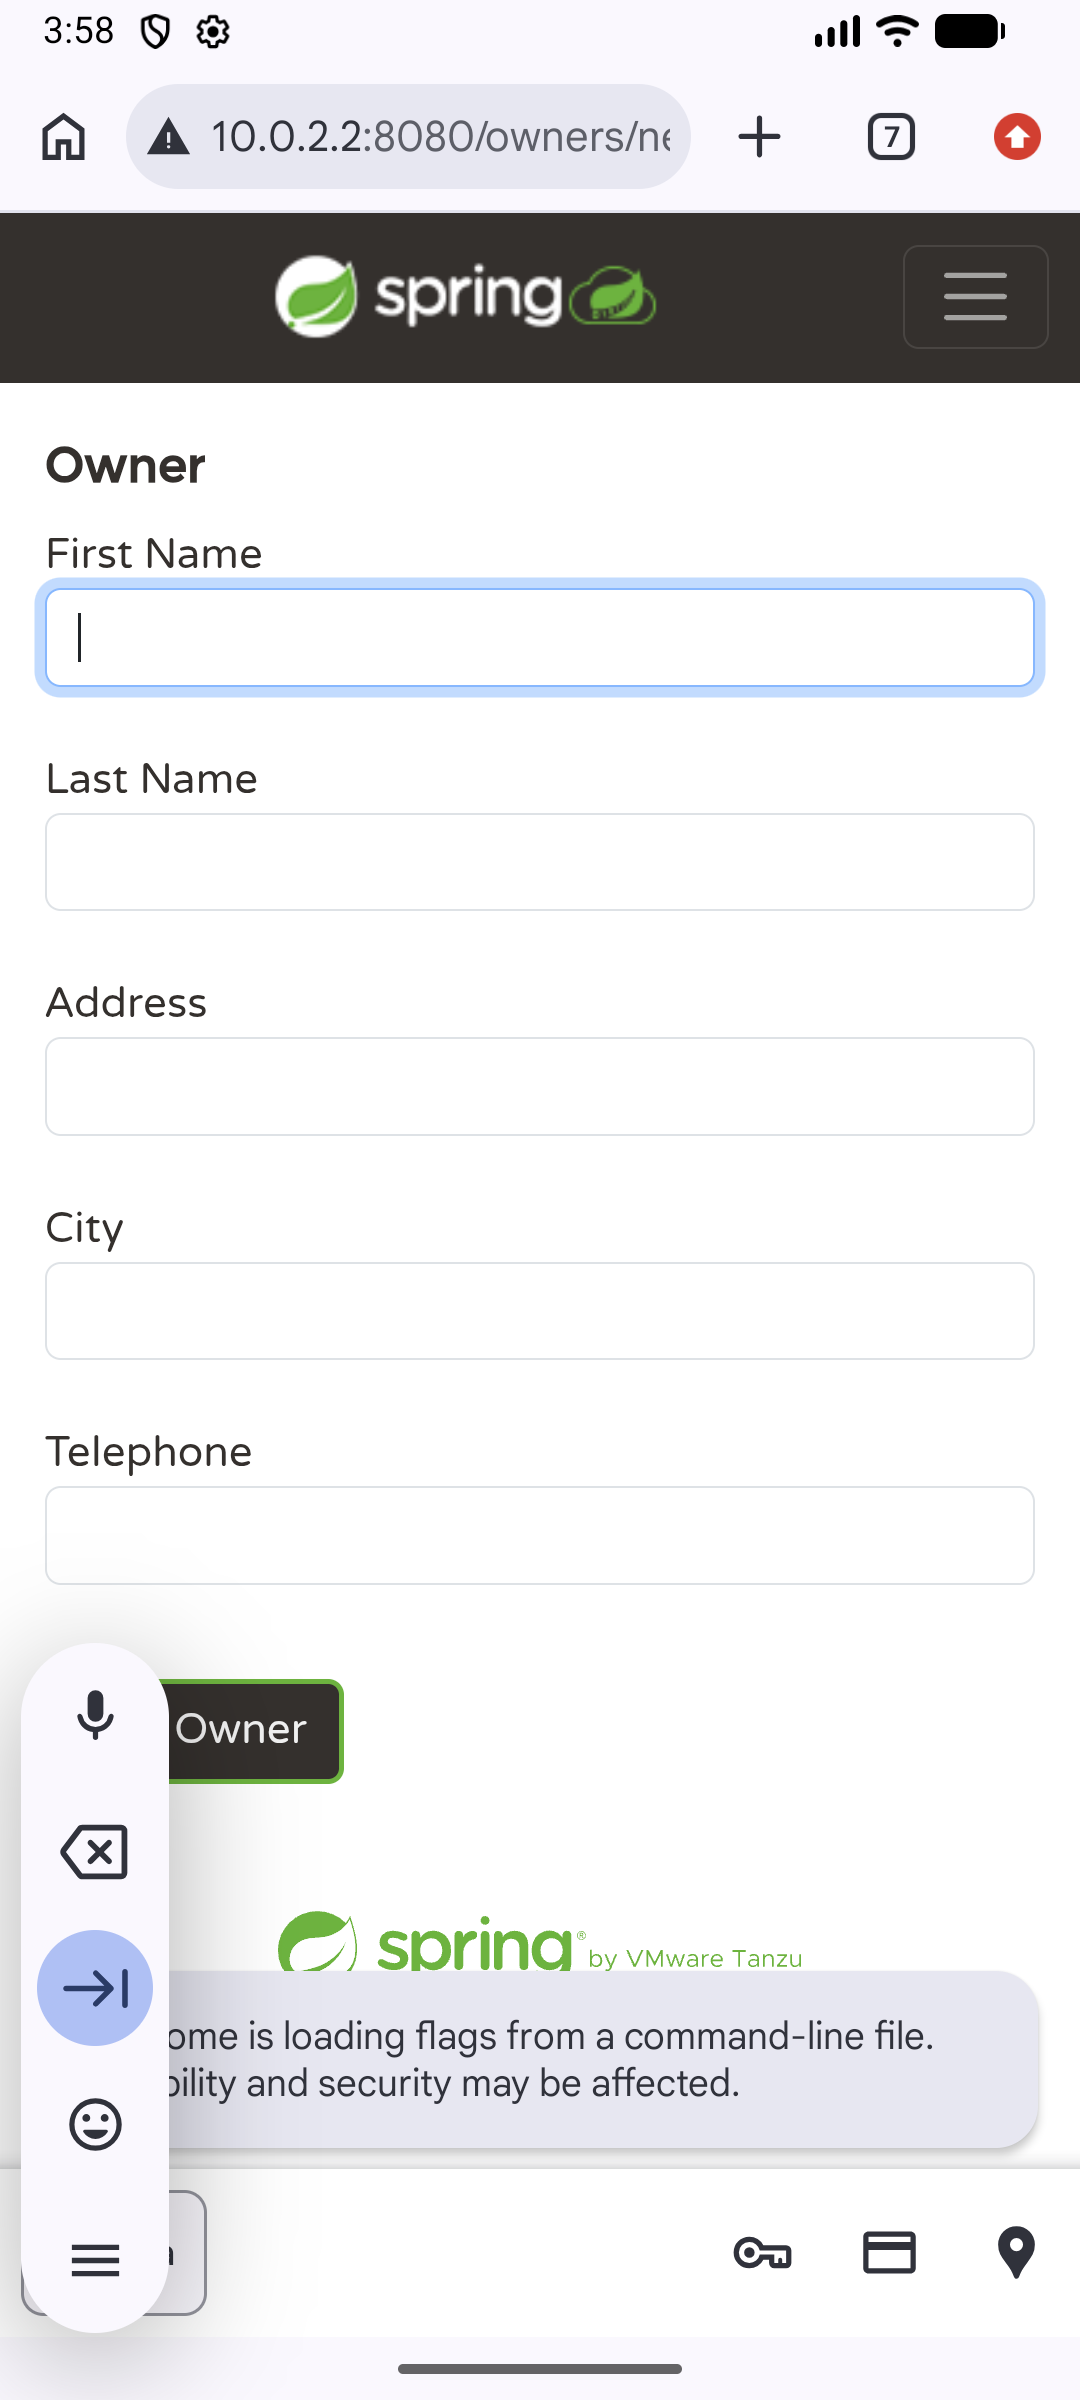 3:58
10.0.2.2:8080/owners/ne
7
spring
Owner
First Name
Last Name
Address
City
Telephone
Owner
spring® by VMware Tanzu
ome is loading flags from a command-line file.
bility and security may be affected.